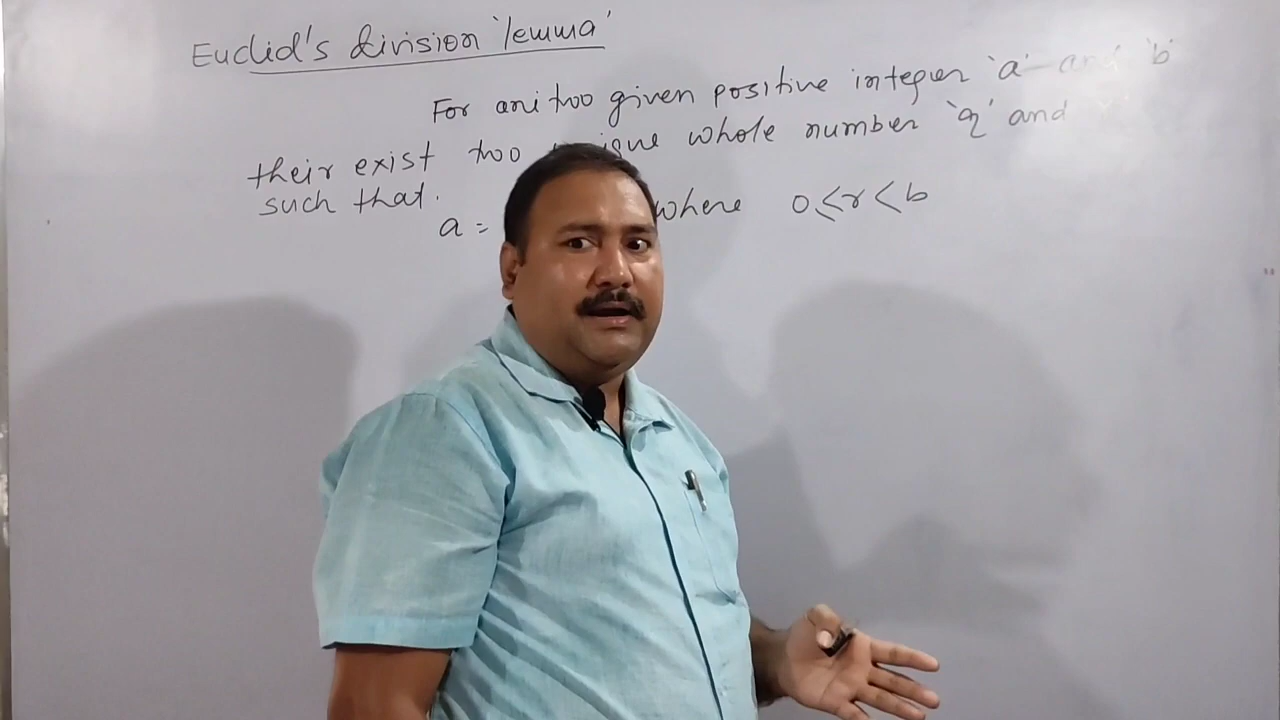 Euclid's division 'lemma'
For ani too given positive integer 'a' and 'b'
their exist two whole number 'q' and
such that.
a = where 0 ≤ r < b